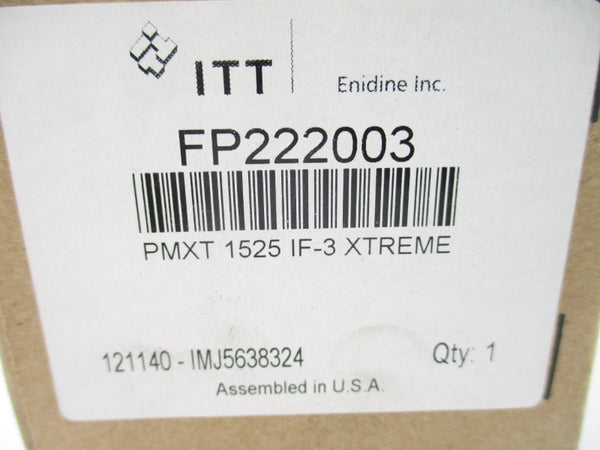 ITT
Enidine Inc.
FP222003
PMXT 1525 IF-3 XTREME
121140 - IMJ5638324 Qty: 1
Assembled in U.S.A.